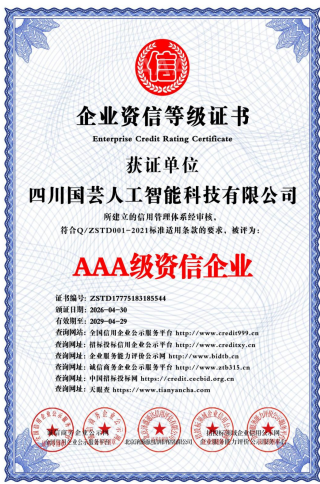 信
企业资信等级证书
Enterprise Credit Rating Certificate
获证单位
四川国芸人工智能科技有限公司
所建立的信用管理体系经审核，
符合Q/ZSTD001-2021标准适用条款的要求，被评为：
AAA级资信企业
证书编号：ZSTD17775183185544
颁证日期：2026-04-30
有效期至：2029-04-29
查询网站：全国信用企业公示服务平台 http://www.credit999.cn
查询网址：招标投标信用公示服务平台 http://www.creditxy.cn
查询网址：企业服务能力评价公示网 http://www.bidtb.cn
查询网址：诚信商务企业公示服务平台 http://www.ztb315.cn
查询网址：中国招标投标网 http://credit.cecbid.org.cn
查询网址：天眼查 https://www.tianyancha.com